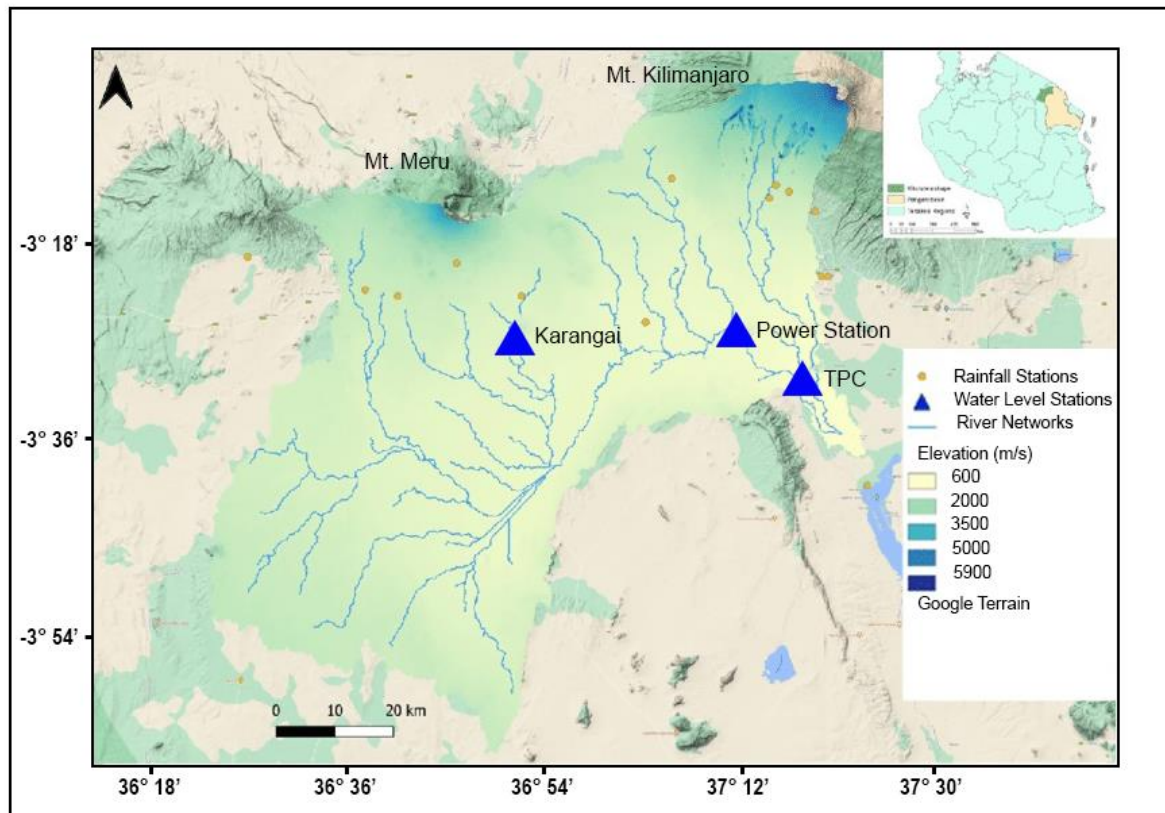 Mt. Kilimanjaro
Mt. Meru
-3° 18’
Karangai
Power Station
TPC
Rainfall Stations
Water Level Stations
River Networks
-3° 36’
Elevation (m/s)
600
2000
3500
5000
5900
Google Terrain
-3° 54’
0 10 20 km
36° 18’ 36° 36’ 36° 54’ 37° 12’ 37° 30’